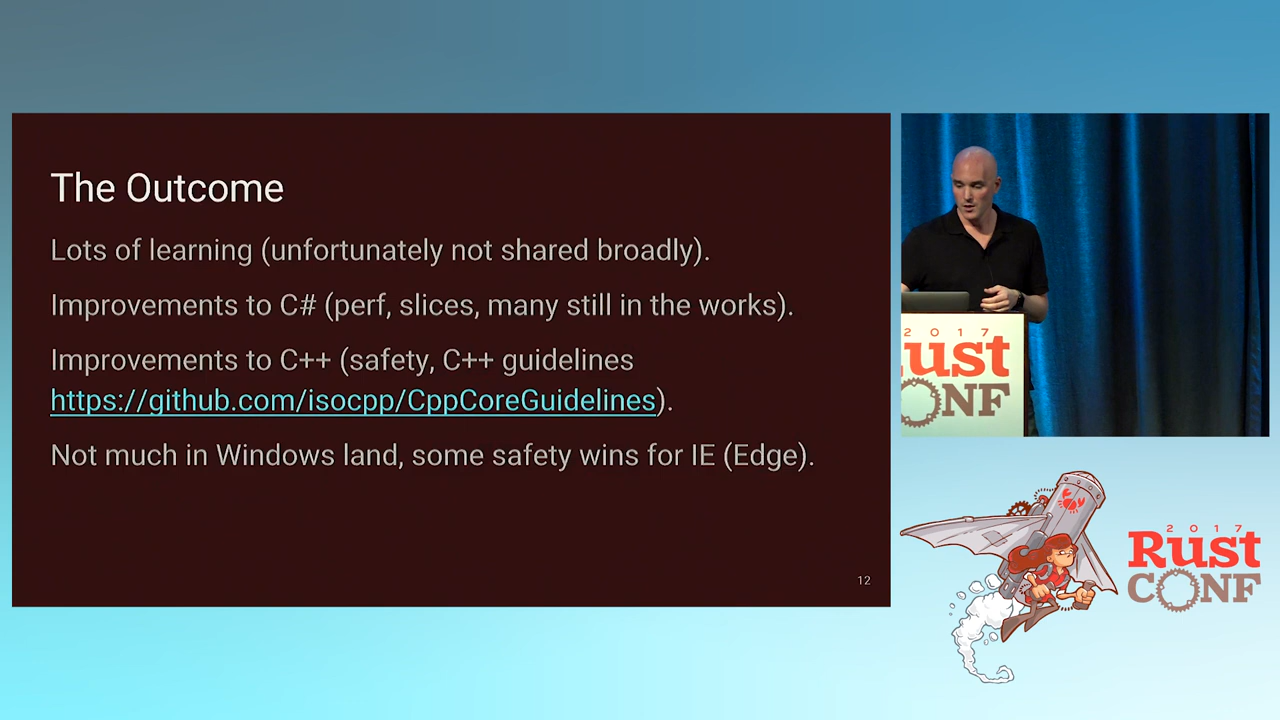 The Outcome
Lots of learning (unfortunately not shared broadly).
Improvements to C# (perf, slices, many still in the works).
Improvements to C++ (safety, C++ guidelines
https://github.com/isocpp/CppCoreGuidelines).
Not much in Windows land, some safety wins for IE (Edge).
12
2017
Rust
CONF
2017
Rust
CONF